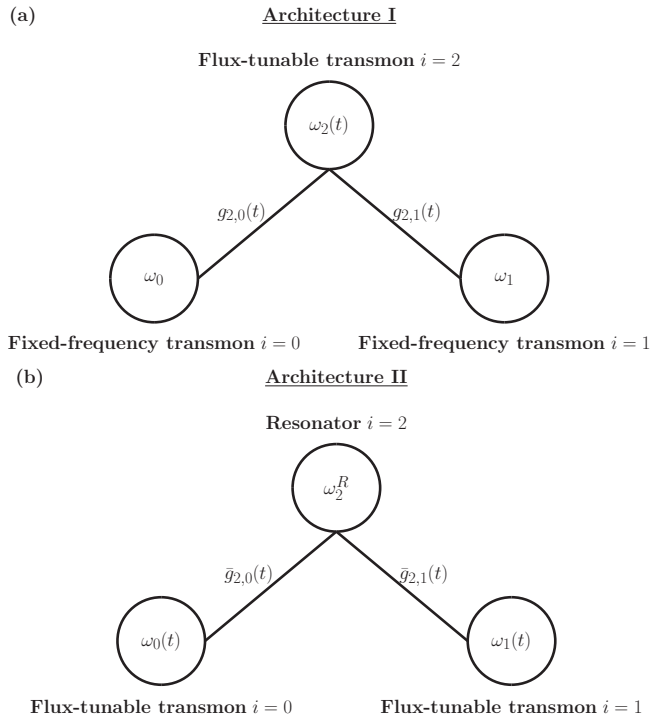 (a)
Architecture I
Flux-tunable transmon i = 2
ω₂(t)
g₂,₀(t)
g₂,₁(t)
ω₀
ω₁
Fixed-frequency transmon i = 0
Fixed-frequency transmon i = 1
(b)
Architecture II
Resonator i = 2
ω₂ᴿ
ḡ₂,₀(t)
ḡ₂,₁(t)
ω₀(t)
ω₁(t)
Flux-tunable transmon i = 0
Flux-tunable transmon i = 1